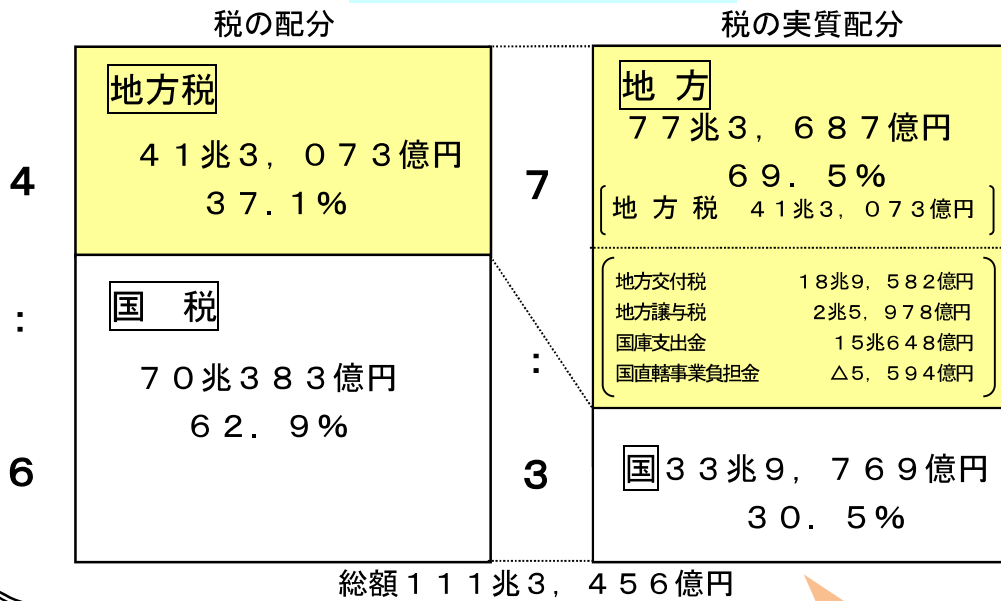 税の配分
地方税
41兆3,073億円
37.1%
国 税
70兆383億円
62.9%
4
:
6
税の実質配分
地 方
77兆3,687億円
69.5%
地 方 税 41兆3,073億円
地方交付税 18兆9,582億円
地方譲与税 2兆5,978億円
国庫支出金 15兆648億円
国直轄事業負担金 △5,594億円
国33兆9,769億円
30.5%
7
:
3
総額111兆3,456億円